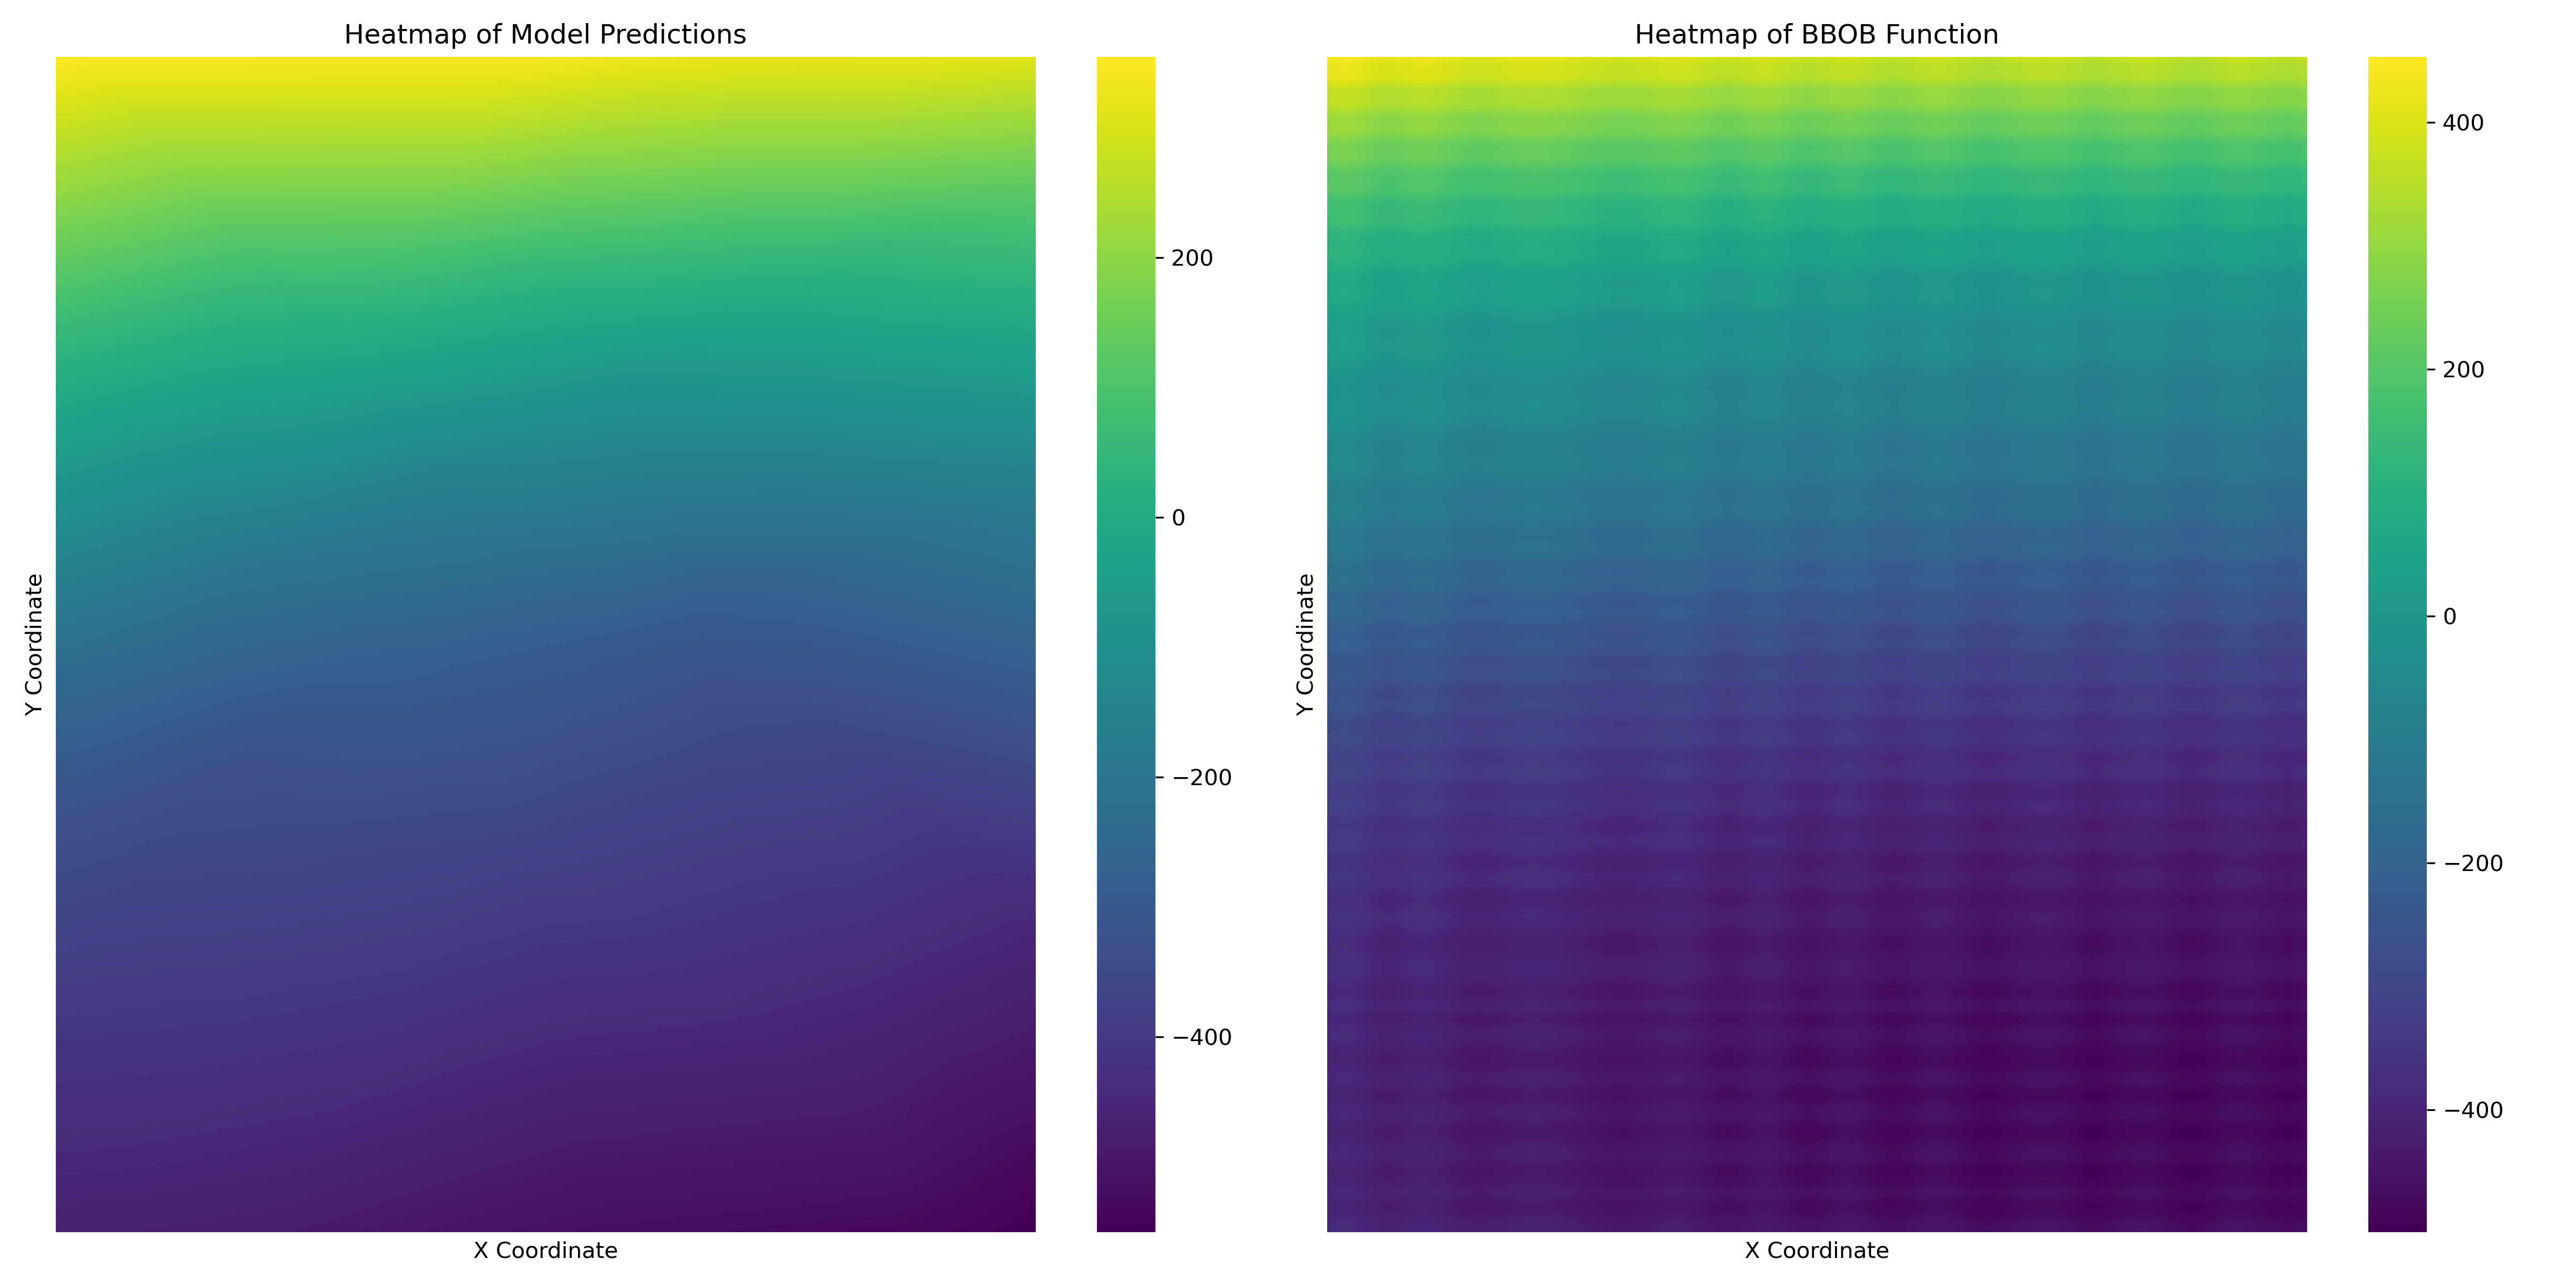 Heatmap of Model Predictions
Y Coordinate
X Coordinate
200
0
−200
−400
Heatmap of BBOB Function
Y Coordinate
X Coordinate
400
200
0
−200
−400